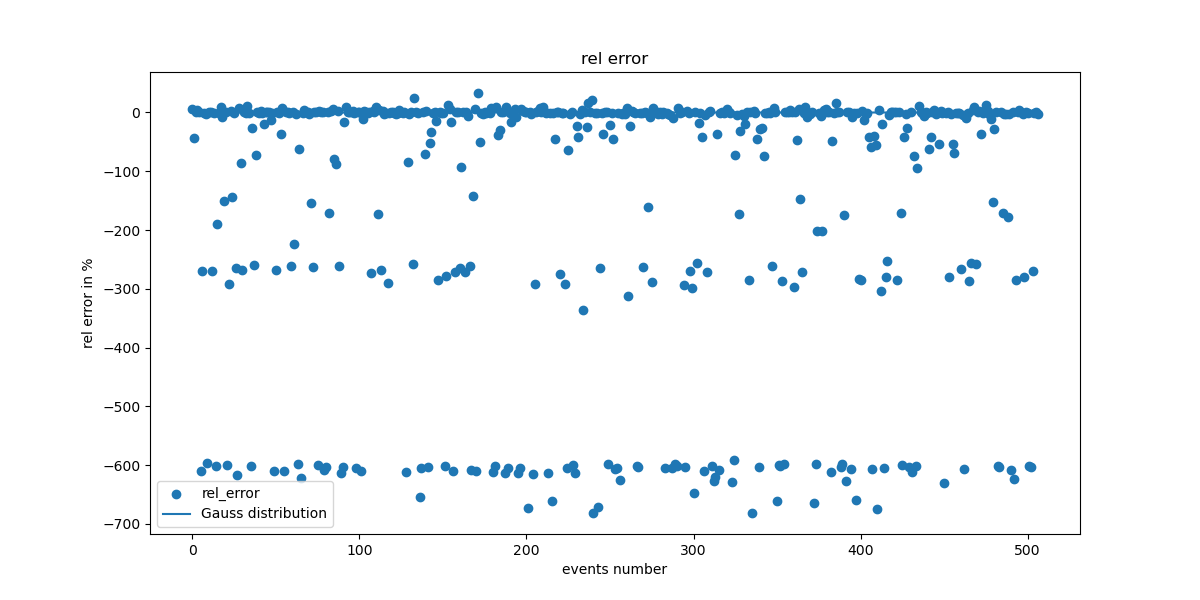 rel error
0
−100
−200
−300
−400
−500
−600
−700
rel error in %
rel_error
Gauss distribution
0 100 200 300 400 500
events number